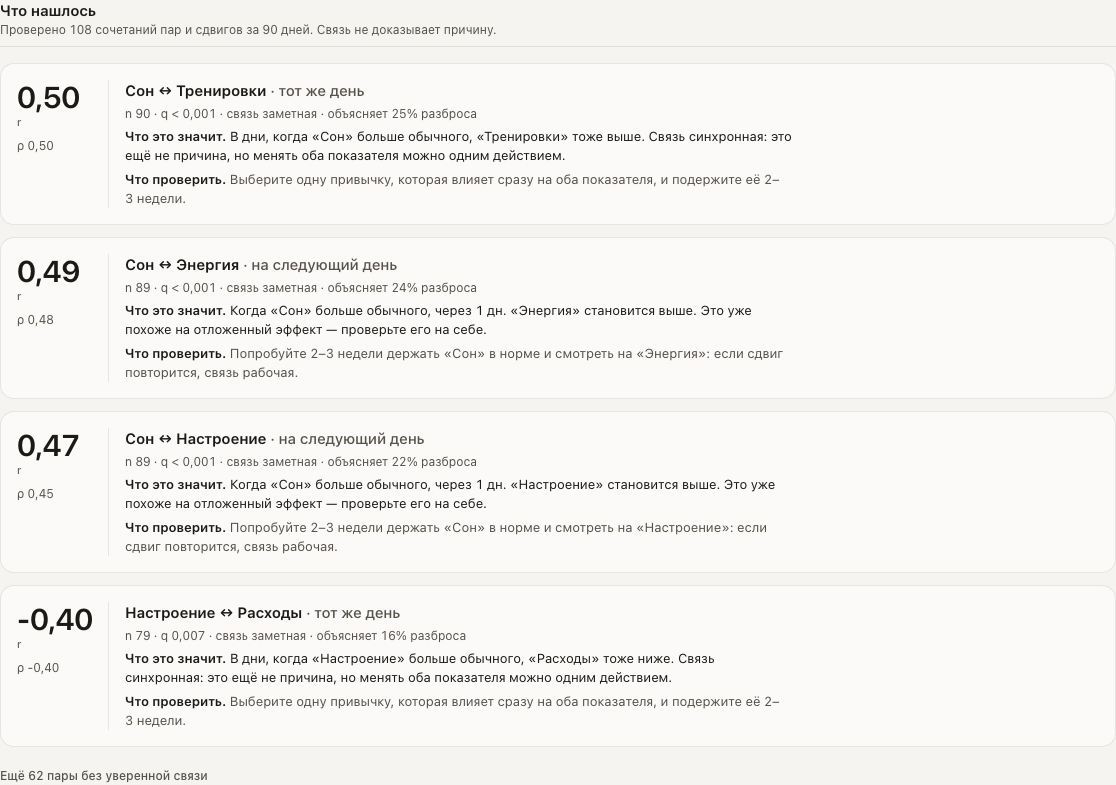 Что нашлось
Проверено 108 сочетаний пар и сдвигов за 90 дней. Связь не доказывает причину.
0,50
r
ρ 0,50
Сон ↔ Тренировки · тот же день
n 90 · q < 0,001 · связь заметная · объясняет 25% разброса
Что это значит. В дни, когда «Сон» больше обычного, «Тренировки» тоже выше. Связь синхронная: это
ещё не причина, но менять оба показателя можно одним действием.
Что проверить. Выберите одну привычку, которая влияет сразу на оба показателя, и подержите её 2–
3 недели.
0,49
r
ρ 0,48
Сон ↔ Энергия · на следующий день
n 89 · q < 0,001 · связь заметная · объясняет 24% разброса
Что это значит. Когда «Сон» больше обычного, через 1 дн. «Энергия» становится выше. Это уже
похоже на отложенный эффект — проверьте его на себе.
Что проверить. Попробуйте 2–3 недели держать «Сон» в норме и смотреть на «Энергия»: если сдвиг
повторится, связь рабочая.
0,47
r
ρ 0,45
Сон ↔ Настроение · на следующий день
n 89 · q < 0,001 · связь заметная · объясняет 22% разброса
Что это значит. Когда «Сон» больше обычного, через 1 дн. «Настроение» становится выше. Это уже
похоже на отложенный эффект — проверьте его на себе.
Что проверить. Попробуйте 2–3 недели держать «Сон» в норме и смотреть на «Настроение»: если
сдвиг повторится, связь рабочая.
-0,40
r
ρ -0,40
Настроение ↔ Расходы · тот же день
n 79 · q 0,007 · связь заметная · объясняет 16% разброса
Что это значит. В дни, когда «Настроение» больше обычного, «Расходы» тоже ниже. Связь
синхронная: это ещё не причина, но менять оба показателя можно одним действием.
Что проверить. Выберите одну привычку, которая влияет сразу на оба показателя, и подержите её 2–
3 недели.
Ещё 62 пары без уверенной связи